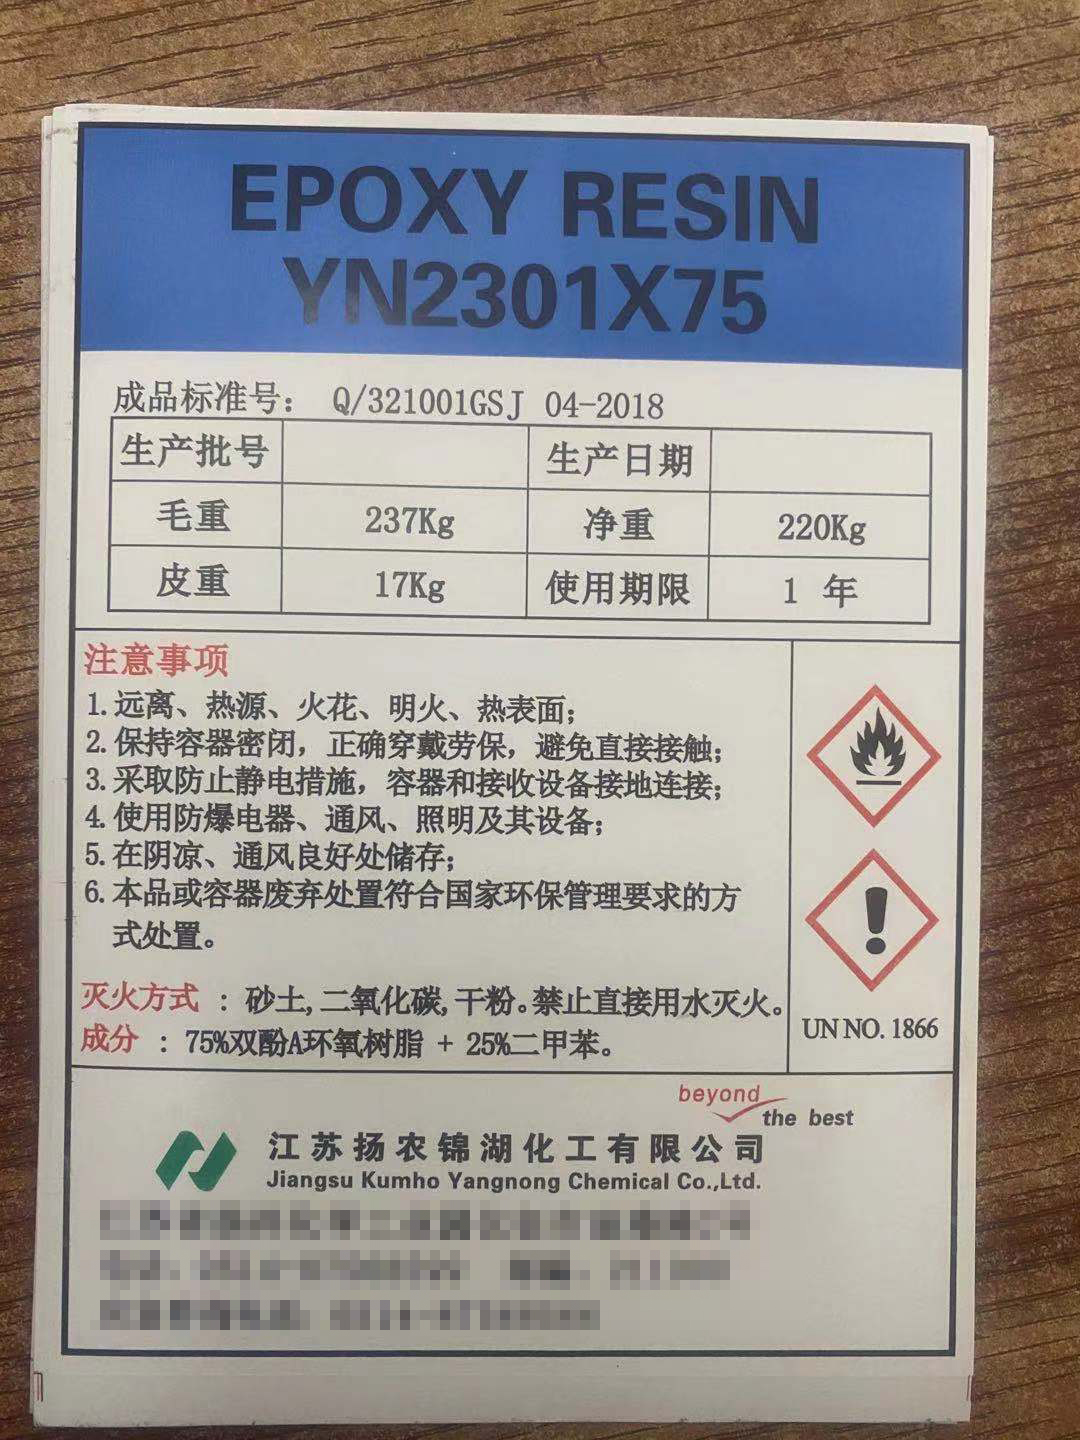 EPOXY RESIN
YN2301X75
成品标准号： Q/321001GSJ 04-2018
生产批号 生产日期
毛重 237Kg 净重 220Kg
皮重 17Kg 使用期限 1 年
注意事项
1.远离、热源、火花、明火、热表面；
2.保持容器密闭，正确穿戴劳保，避免直接接触；
3.采取防止静电措施，容器和接收设备接地连接；
4.使用防爆电器、通风、照明及其设备；
5.在阴凉、通风良好处储存；
6.本品或容器废弃处置符合国家环保管理要求的方
式处置。
灭火方式 ：砂土,二氧化碳,干粉。禁止直接用水灭火。
成分 ：75%双酚A环氧树脂 + 25%二甲苯。
UN NO. 1866
beyond
the best
江苏扬农锦湖化工有限公司
Jiangsu Kumho Yangnong Chemical Co.,Ltd.